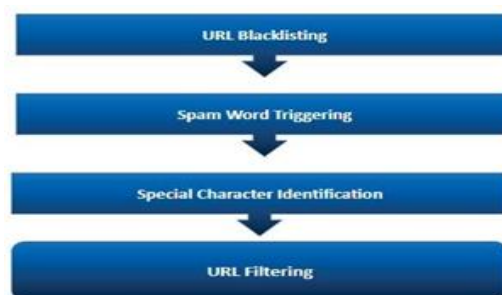 URL Blacklisting
Spam Word Triggering
Special Character Identification
URL Filtering